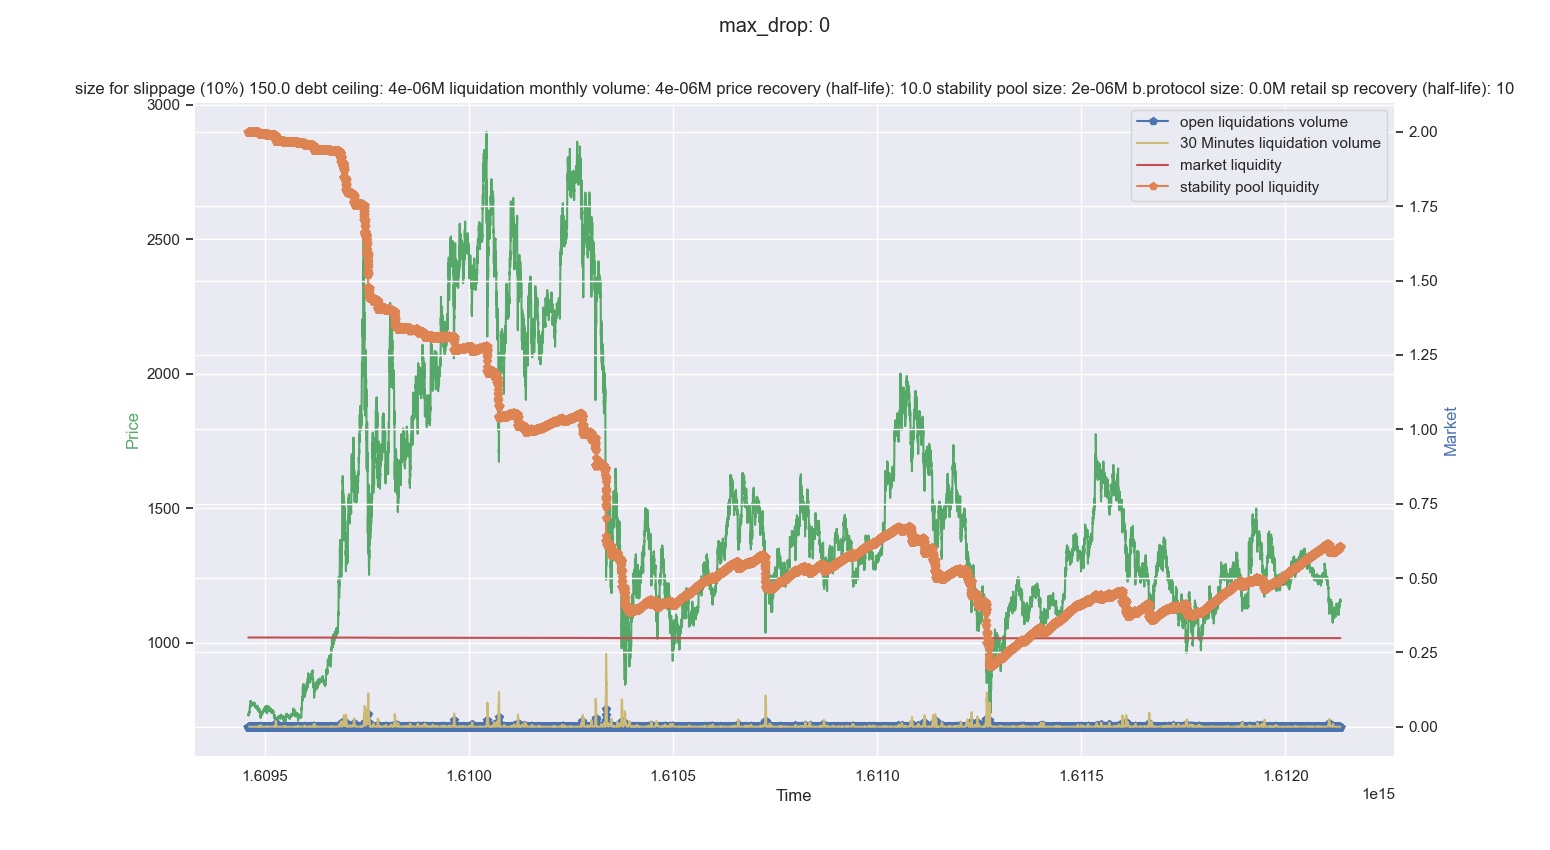 max_drop: 0
size for slippage (10%) 150.0 debt ceiling: 4e-06M liquidation monthly volume: 4e-06M price recovery (half-life): 10.0 stability pool size: 2e-06M b.protocol size: 0.0M retail sp recovery (half-life): 10
3000
2500
2000
1500
1000
Price
open liquidations volume
30 Minutes liquidation volume
market liquidity
stability pool liquidity
2.00
1.75
1.50
1.25
1.00
0.75
0.50
0.25
0.00
Market
1.6095 1.6100 1.6105 1.6110 1.6115 1.6120
Time
1e15